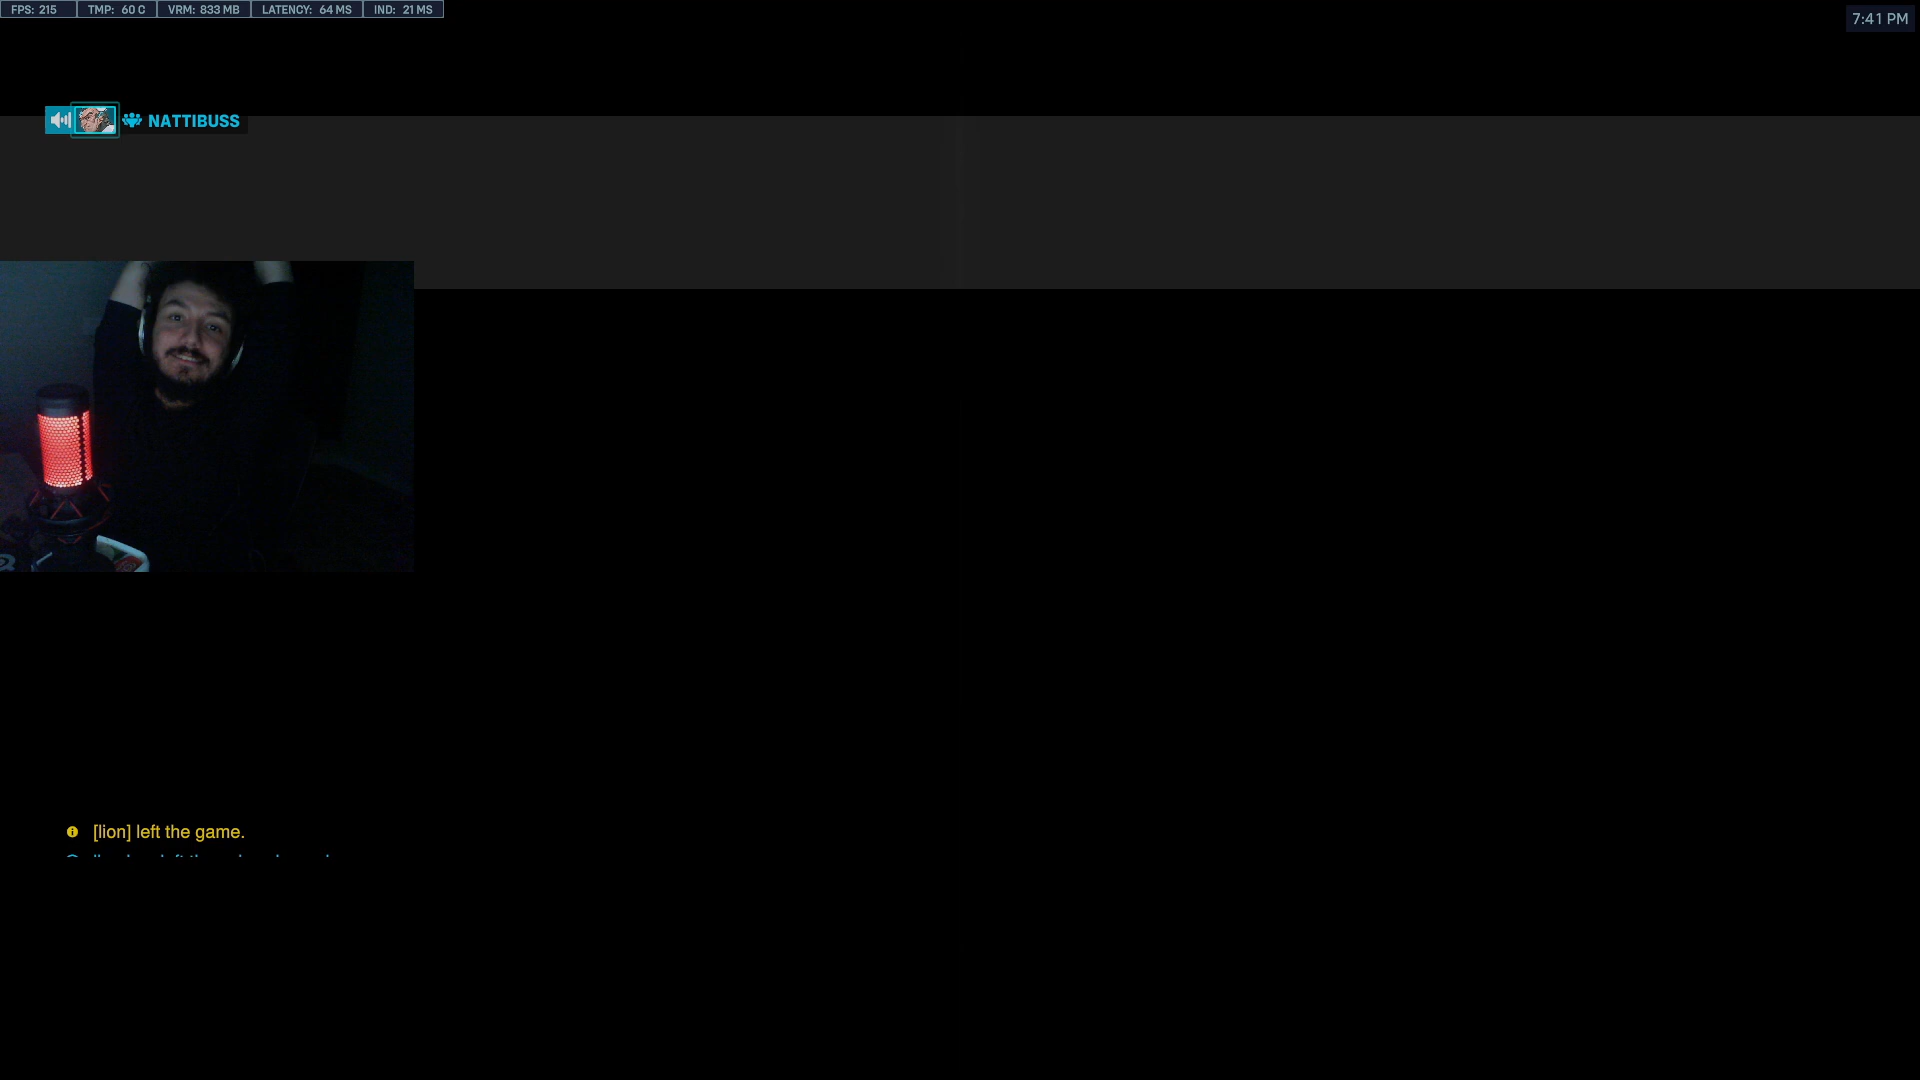 FPS: 215 TMP: 60 C VRM: 833 MB LATENCY: 64 MS IND: 21 MS
7:41 PM
NATTIBUSS
[lion] left the game.